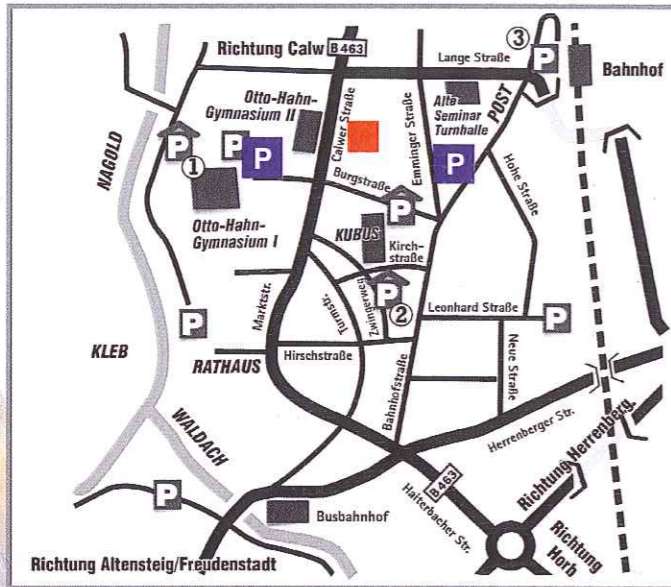 Richtung Calw
B 463
3
P
Bahnhof
Lange Straße
Otto-Hahn-
Gymnasium II
Calwer Straße
Emminger Straße
Alte
Seminar
Turnhalle
POST
NAGOLD
P
1
P
P
P
Hohe Straße
Burgstraße
P
Otto-Hahn-
Gymnasium I
KUBUS
Kirch-
straße
P
2
P
Marktstr.
Turmstr.
Zwingerweg
Leonhard Straße
P
KLEB
RATHAUS
Hirschstraße
Bahnhofstraße
Neue Straße
WALDACH
Herrenberger Str.
Richtung Herrenberg
P
B463
Haiterbacher Str.
Busbahnhof
Richtung
Horb
Richtung Altensteig/Freudenstadt